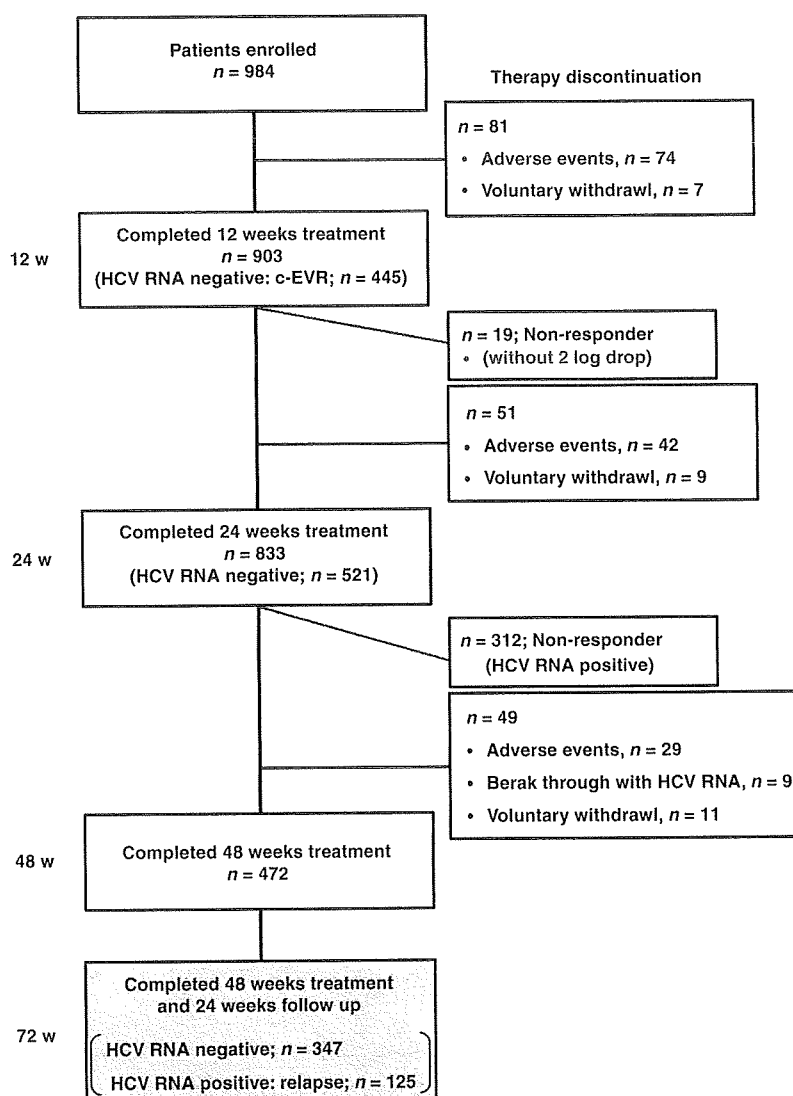 Patients enrolled
n = 984
Therapy discontinuation
n = 81
• Adverse events, n = 74
• Voluntary withdrawl, n = 7
12 w
Completed 12 weeks treatment
n = 903
(HCV RNA negative: c-EVR; n = 445)
n = 19; Non-responder
• (without 2 log drop)
n = 51
• Adverse events, n = 42
• Voluntary withdrawl, n = 9
24 w
Completed 24 weeks treatment
n = 833
(HCV RNA negative; n = 521)
n = 312; Non-responder
(HCV RNA positive)
n = 49
• Adverse events, n = 29
• Berak through with HCV RNA, n = 9
• Voluntary withdrawl, n = 11
48 w
Completed 48 weeks treatment
n = 472
72 w
Completed 48 weeks treatment
and 24 weeks follow up
HCV RNA negative; n = 347
HCV RNA positive: relapse; n = 125